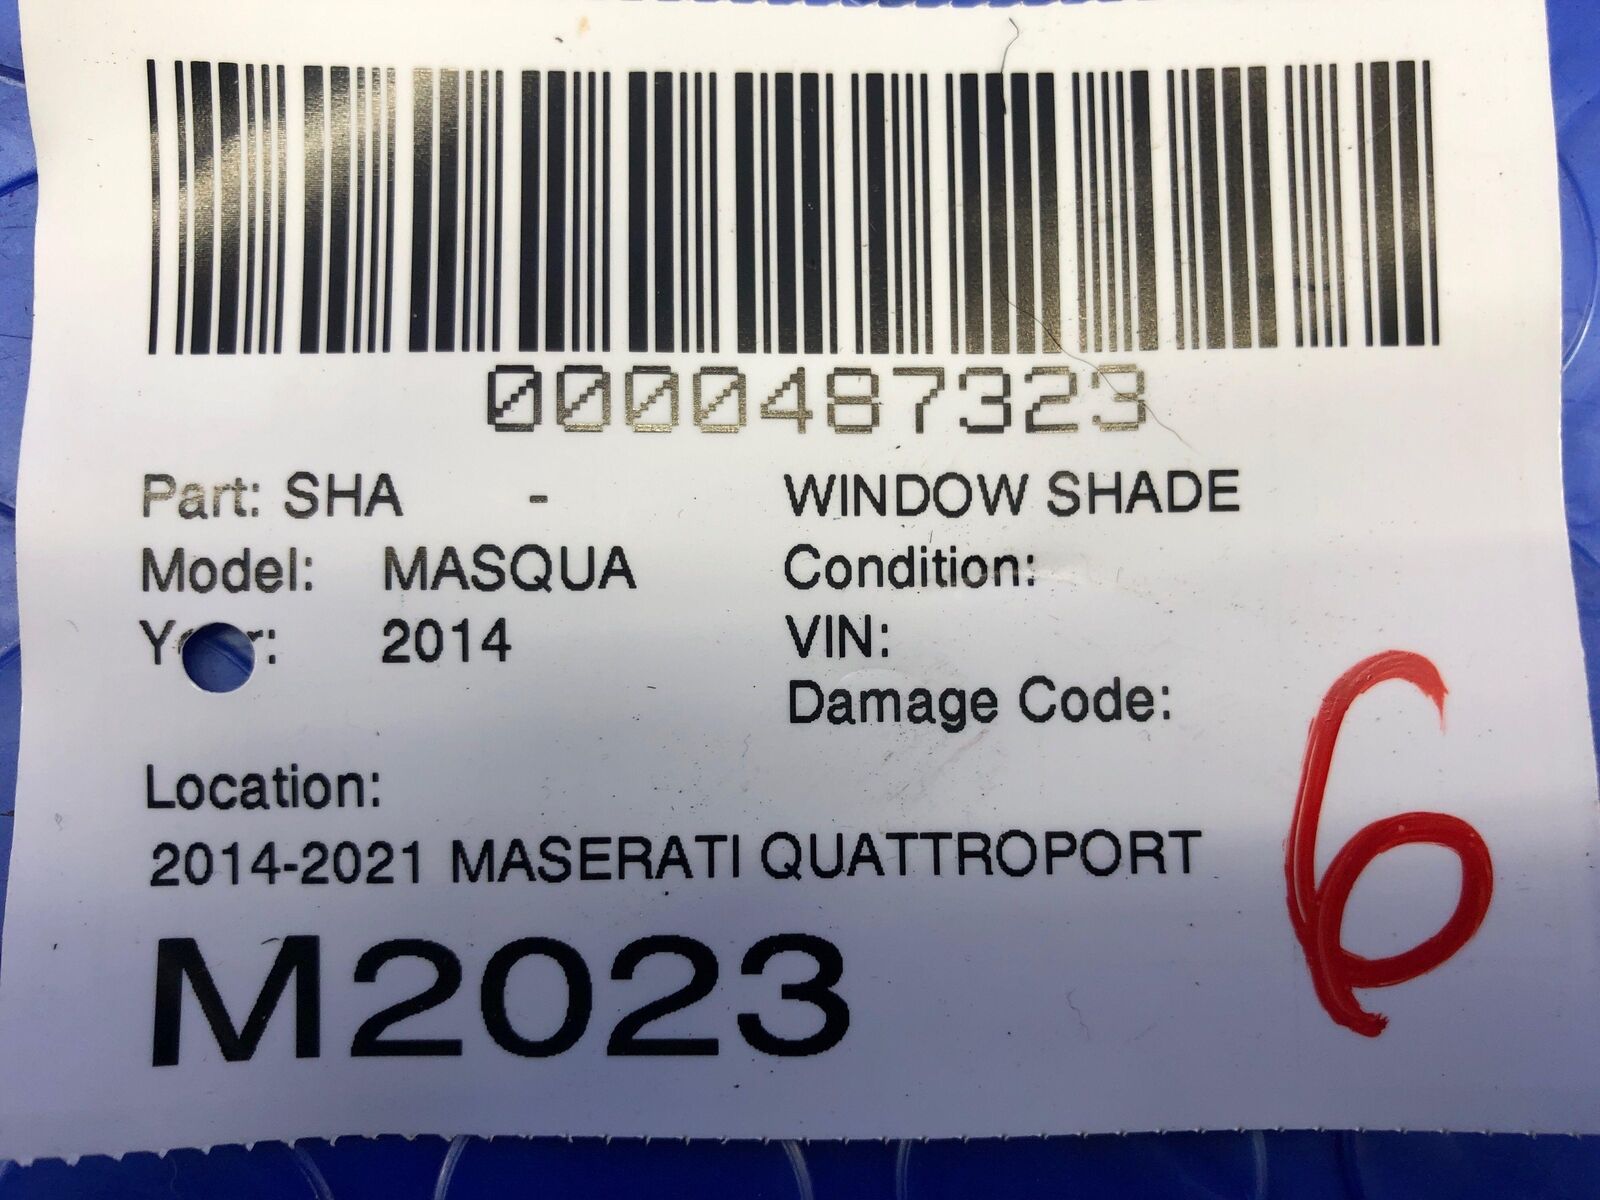 0000487323
Part: SHA - WINDOW SHADE
Model: MASQUA Condition:
Year: 2014 VIN:
Damage Code:
Location:
2014-2021 MASERATI QUATTROPORT
M2023
6